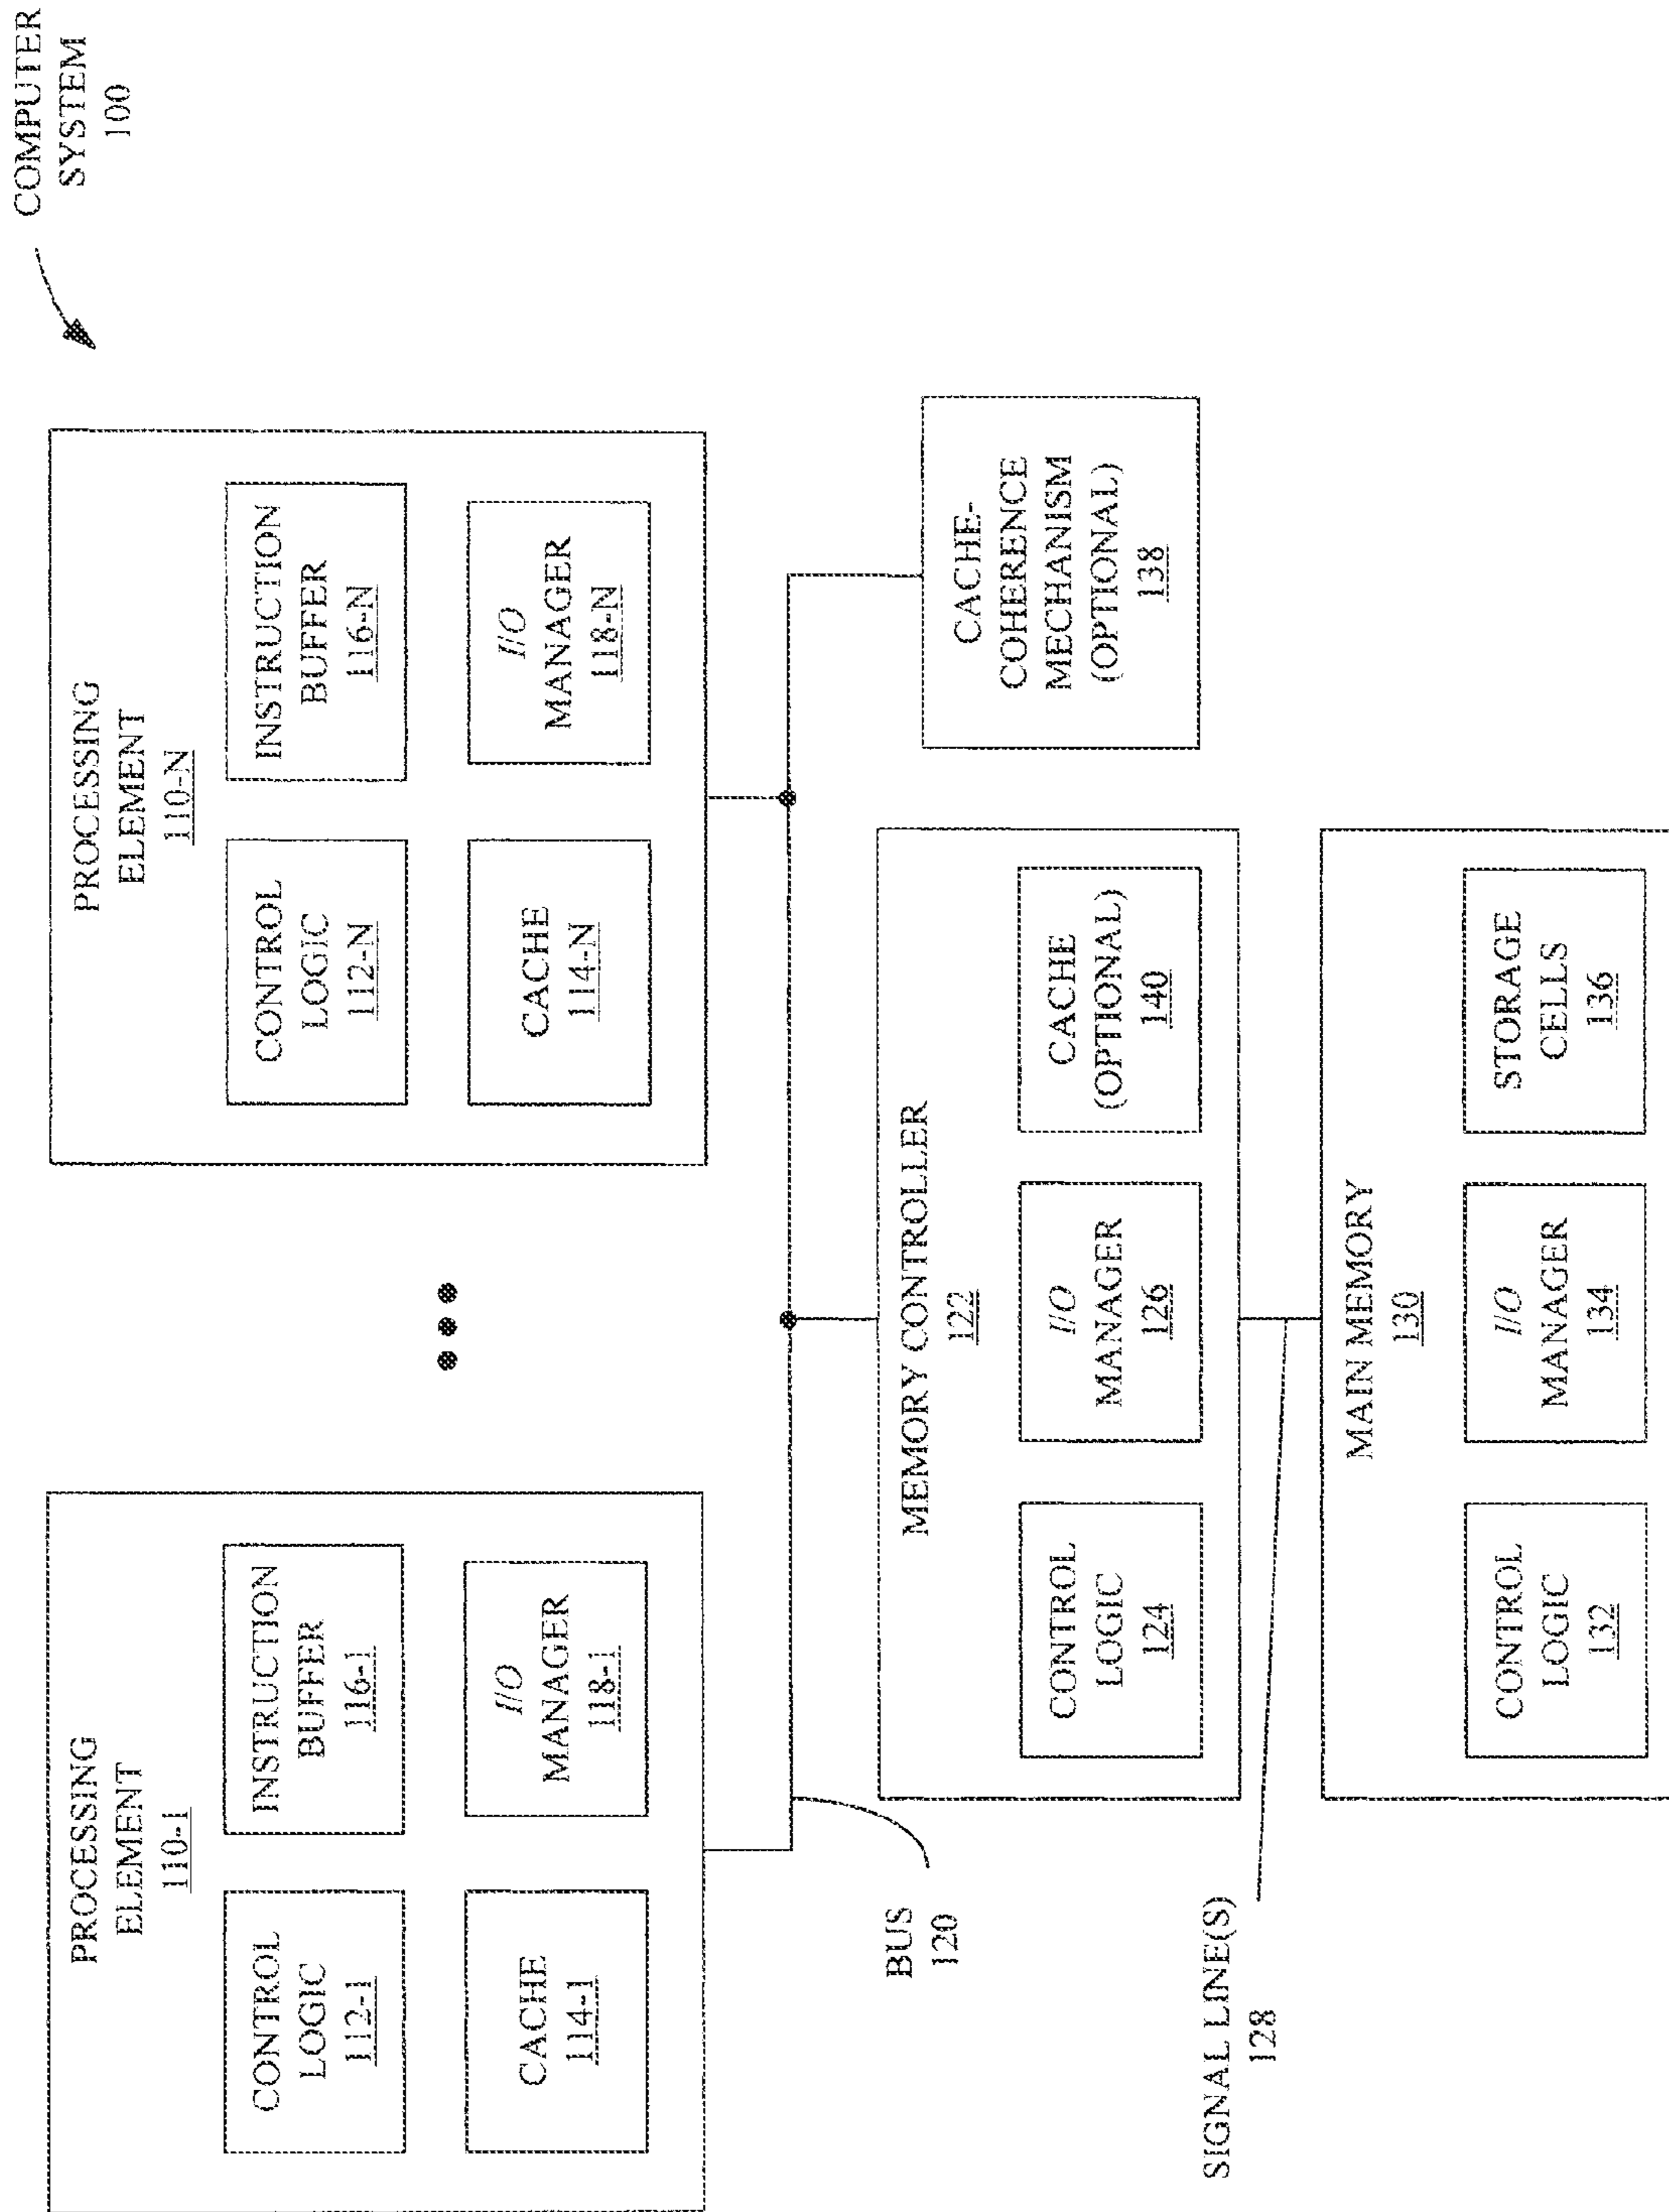 COMPUTER
SYSTEM
100
PROCESSING
ELEMENT
110-1
CONTROL
LOGIC
112-1
INSTRUCTION
BUFFER
116-1
CACHE
114-1
I/O
MANAGER
118-1
PROCESSING
ELEMENT
110-N
CONTROL
LOGIC
112-N
INSTRUCTION
BUFFER
116-N
CACHE
114-N
I/O
MANAGER
118-N
BUS
120
MEMORY CONTROLLER
122
CONTROL
LOGIC
124
I/O
MANAGER
126
CACHE
(OPTIONAL)
140
CACHE-
COHERENCE
MECHANISM
(OPTIONAL)
138
SIGNAL LINE(S)
128
MAIN MEMORY
130
CONTROL
LOGIC
132
I/O
MANAGER
134
STORAGE
CELLS
136